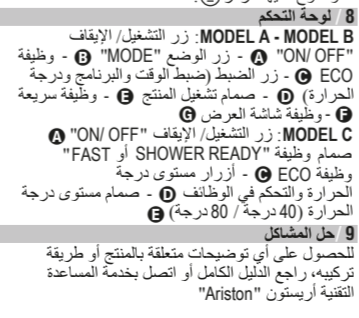 8 / لوحة التحكم
MODEL A - MODEL B: زر التشغيل/ الإيقاف
"ON/ OFF" A - زر الوضع "MODE" B - وظيفة
ECO C - زر الضبط (ضبط الوقت والبرنامج ودرجة
الحرارة) D - صمام تشغيل المنتج E - وظيفة سريعة
F - وظيفة شاشة العرض G
MODEL C: زر التشغيل/ الإيقاف "ON/ OFF" A
صمام وظيفة "SHOWER READY أو FAST"
وظيفة ECO C - أزرار مستوى درجة
الحرارة والتحكم في الوظائف D - صمام مستوى درجة
الحرارة (40 درجة / 80 درجة) E
9 / حل المشاكل
للحصول على أي توضيحات متعلقة بالمنتج أو طريقة
تركيبه، راجع الدليل الكامل أو اتصل بخدمة المساعدة
التقنية أريستون "Ariston"